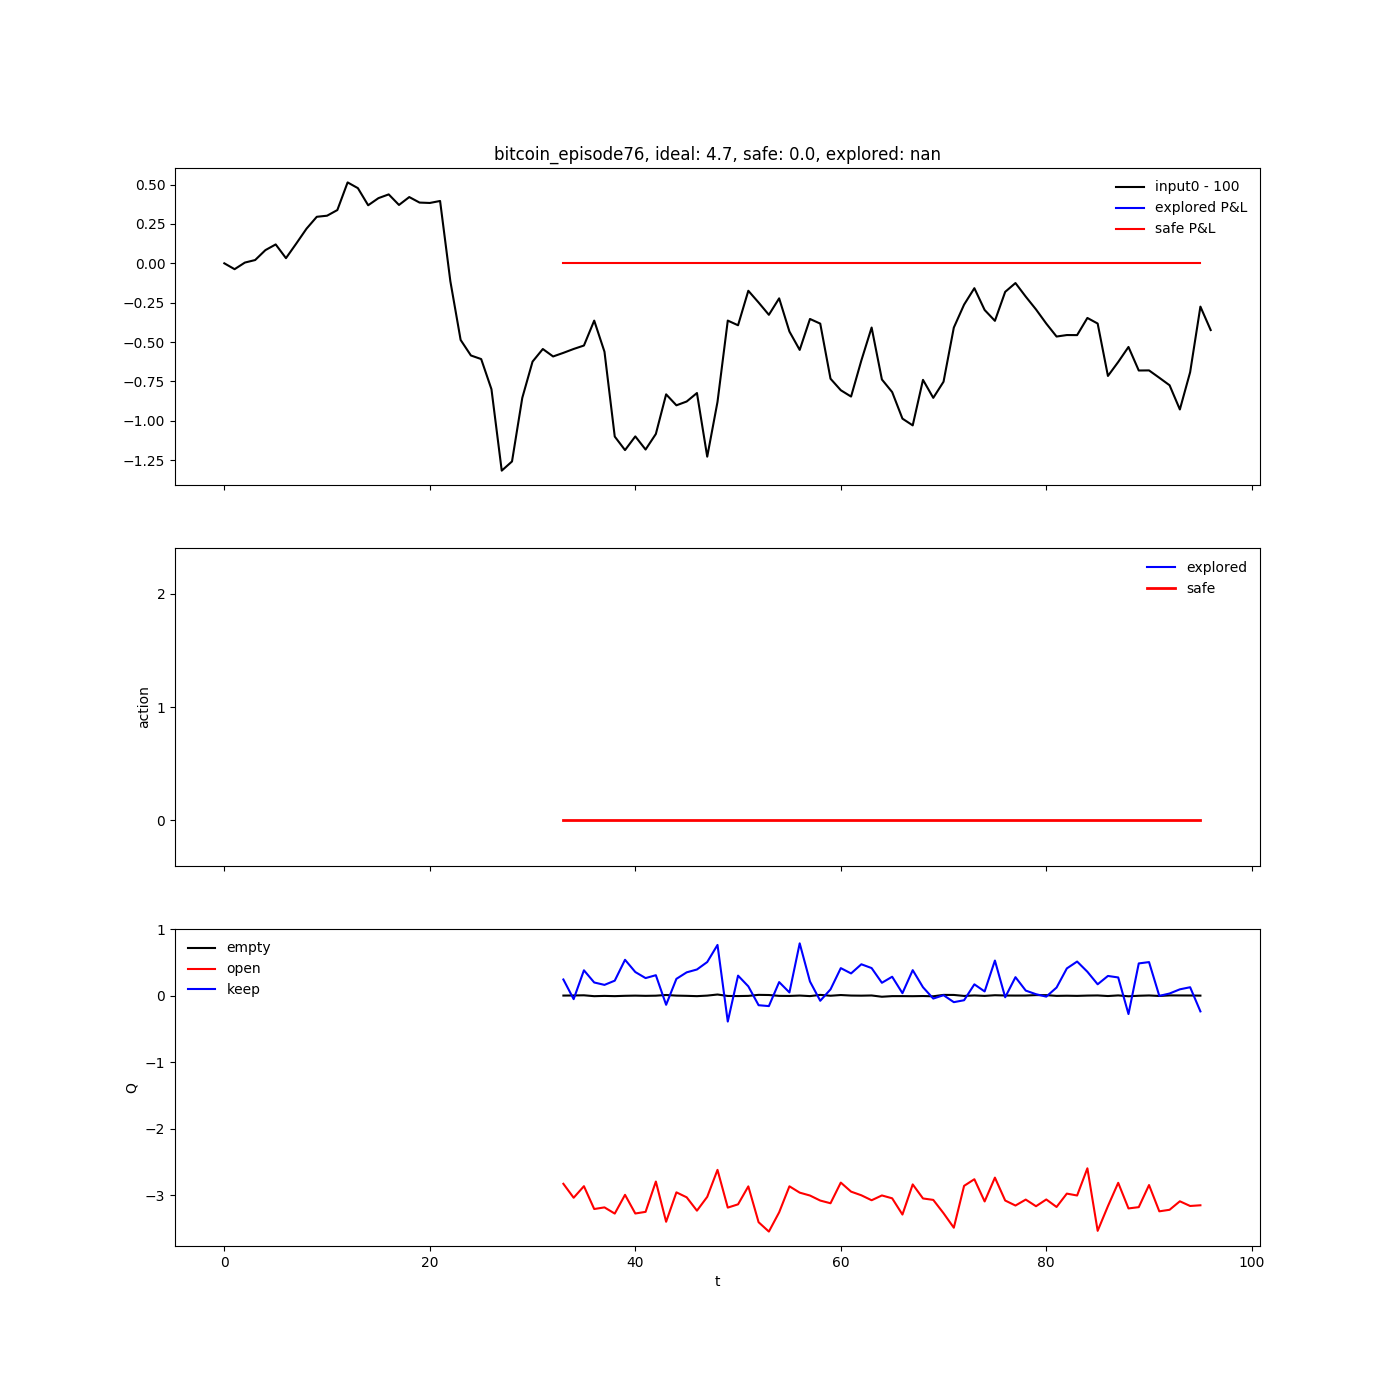 bitcoin_episode76, ideal: 4.7, safe: 0.0, explored: nan
0.50
0.25
0.00
−0.25
−0.50
−0.75
−1.00
−1.25
input0 - 100
explored P&L
safe P&L
action
2
1
0
explored
safe
Q
1
0
−1
−2
−3
empty
open
keep
0
20
40
60
80
100
t